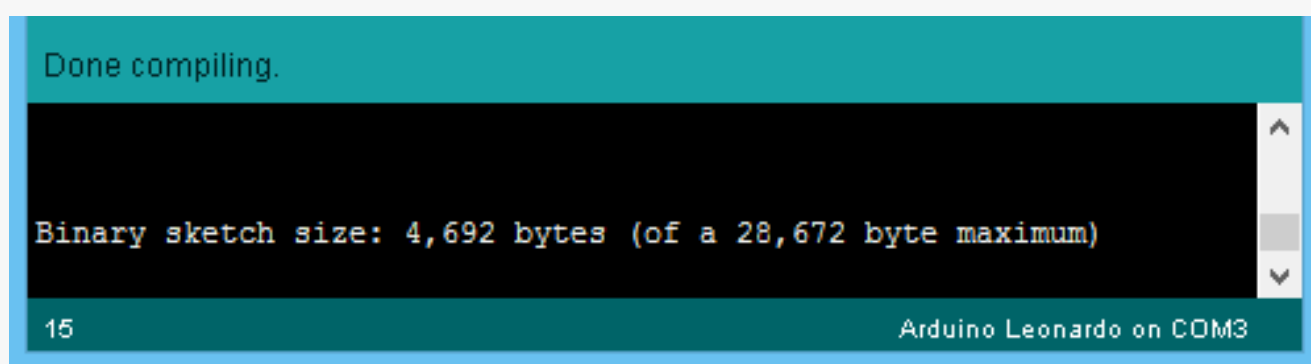 Done compiling.
Binary sketch size: 4,692 bytes (of a 28,672 byte maximum)
15
Arduino Leonardo on COM3